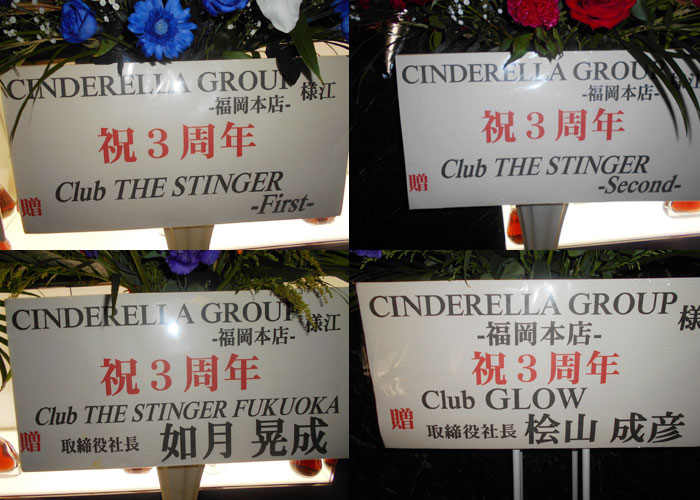 CINDERELLA GROUP 様江
-福岡本店-
祝3周年
贈
Club THE STINGER
-First-
CINDERELLA GROUP
-福岡本店-
祝3周年
贈
Club THE STINGER
-Second-
CINDERELLA GROUP 様江
-福岡本店-
祝3周年
Club THE STINGER FUKUOKA
贈
取締役社長 如月 晃成
CINDERELLA GROUP 様
-福岡本店-
祝3周年
Club GLOW
贈
取締役社長 桧山 成彦